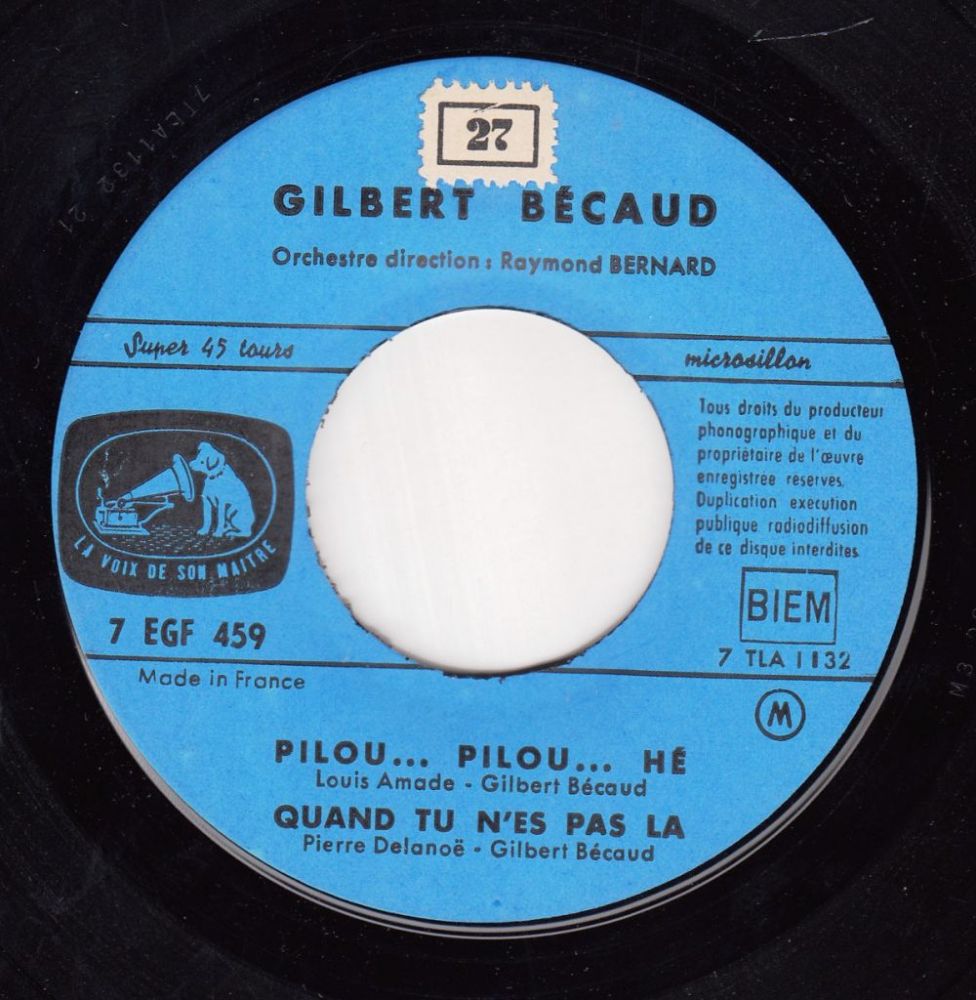 27
GILBERT BÉCAUD
Orchestre direction : Raymond BERNARD
Super 45 tours
microsillon
Tous droits du producteur
phonographique et du
propriétaire de l'œuvre
enregistrée réservés.
Duplication exécution
publique radiodiffusion
de ce disque interdites
LA VOIX DE SON MAITRE
7 EGF 459
BIEM
7 TLA 1132
Made in France
M
PILOU... PILOU... HÉ
Louis Amade - Gilbert Bécaud
QUAND TU N'ES PAS LA
Pierre Delanoë - Gilbert Bécaud
7TEA1132 21